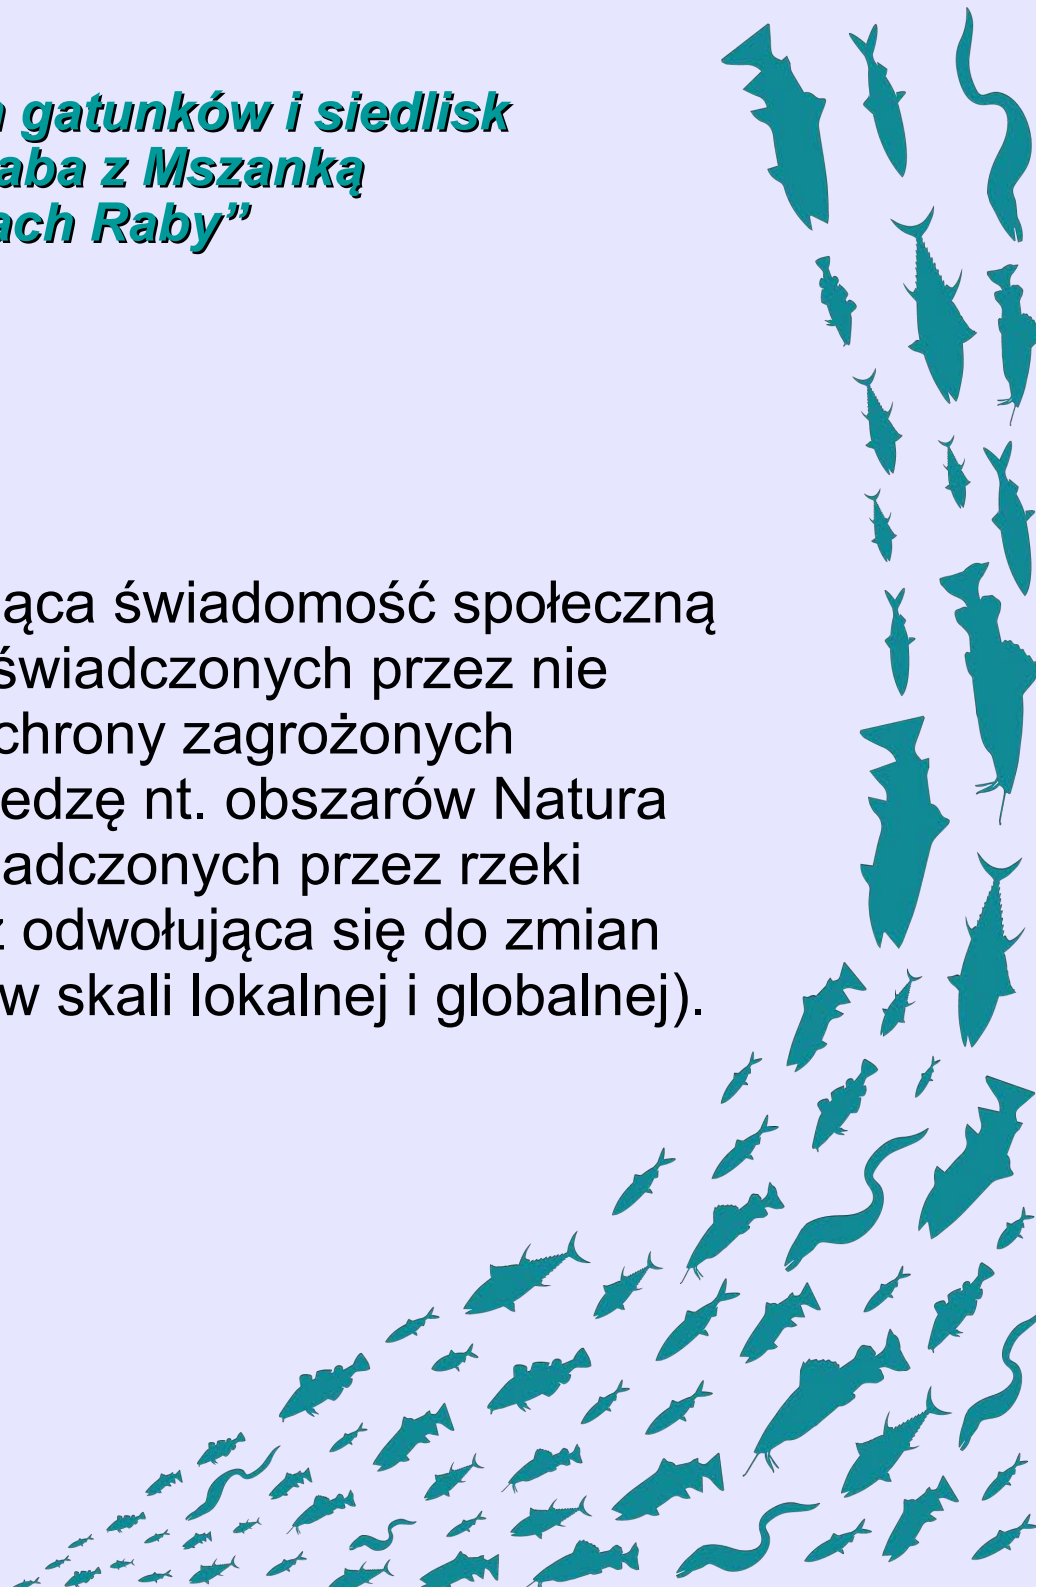 gatunków i siedlisk
aba z Mszanką
ach Raby”
ąca świadomość społeczną
świadczonych przez nie
chrony zagrożonych
edzę nt. obszarów Natura
adczonych przez rzeki
z odwołująca się do zmian
w skali lokalnej i globalnej).